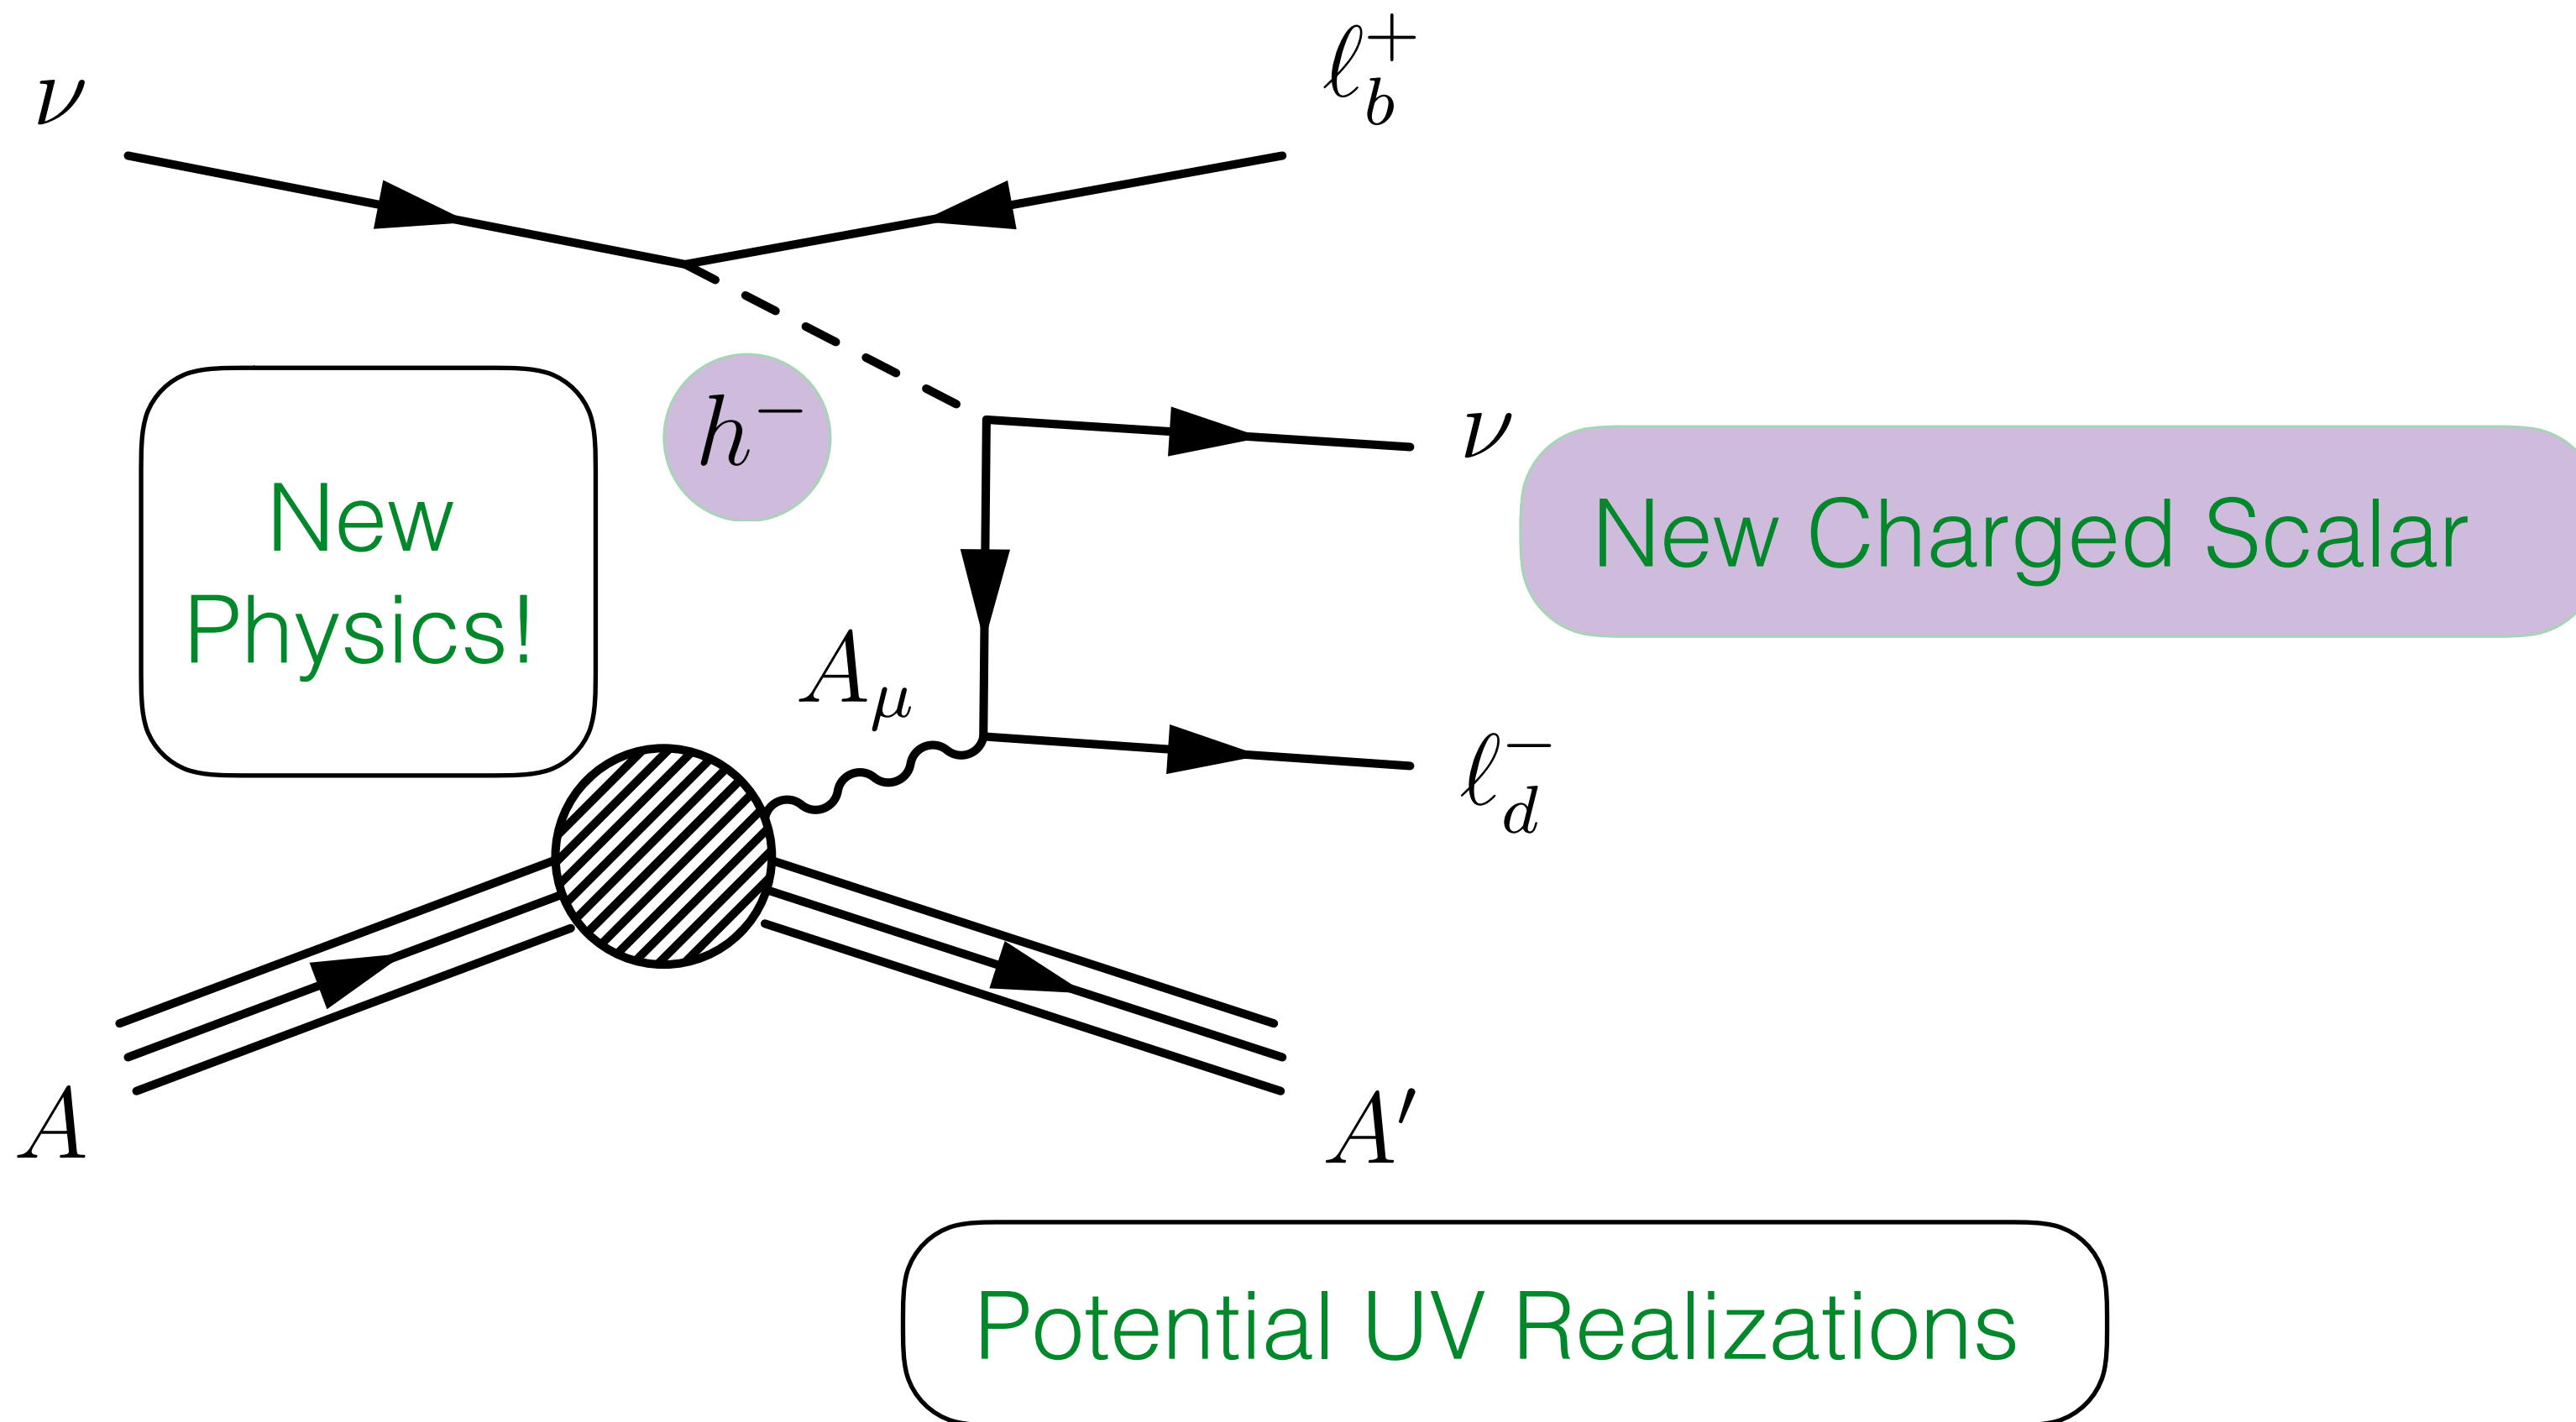 ν
ℓ_b^+
h^-
New
Physics!
ν
New Charged Scalar
A_μ
ℓ_d^-
A
A′
Potential UV Realizations